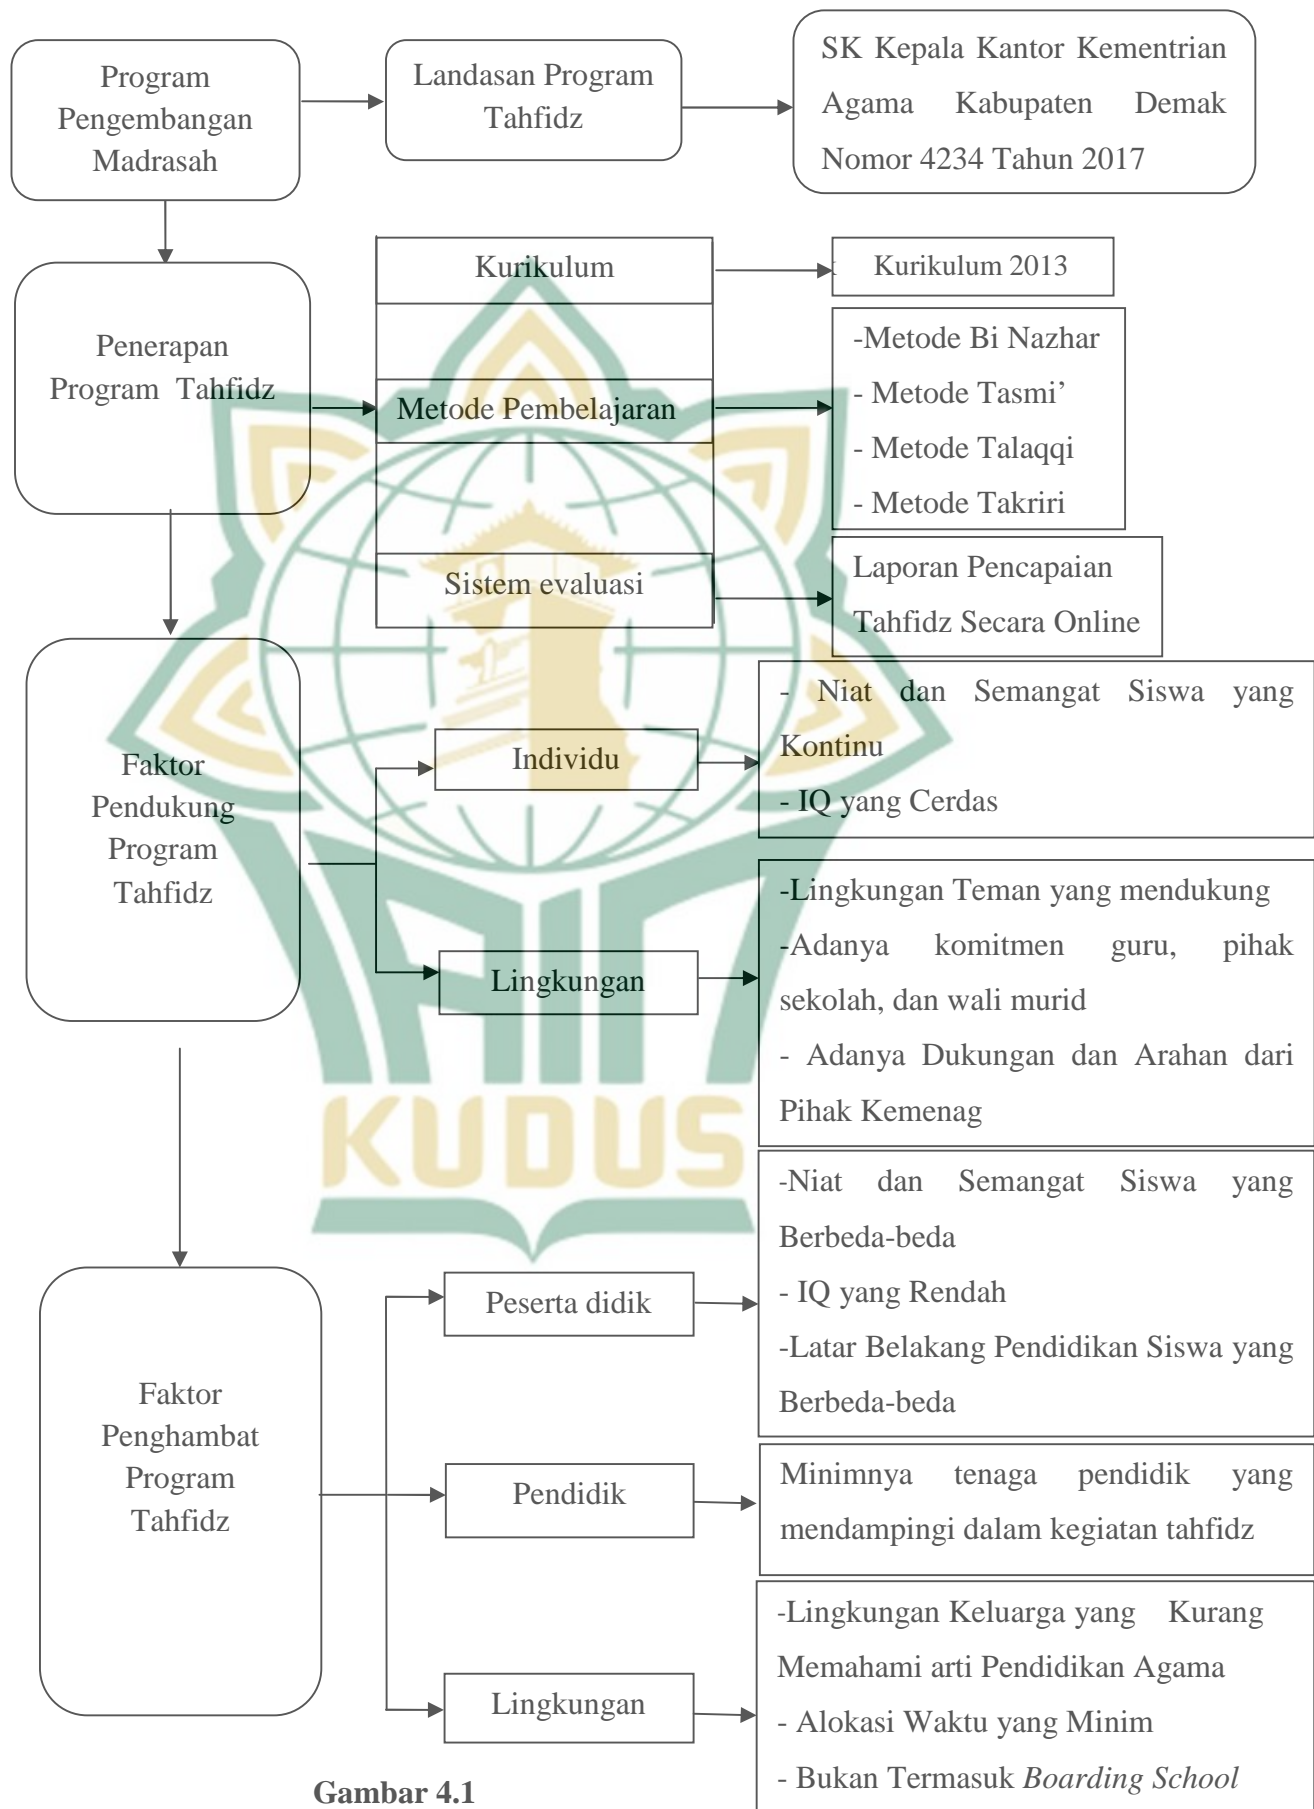 Program
Pengembangan
Madrasah
Landasan Program
Tahfidz
SK Kepala Kantor Kementrian
Agama Kabupaten Demak
Nomor 4234 Tahun 2017
Penerapan
Program Tahfidz
Kurikulum
Kurikulum 2013
Metode Pembelajaran
-Metode Bi Nazhar
- Metode Tasmi’
- Metode Talaqqi
- Metode Takriri
Sistem evaluasi
Laporan Pencapaian
Tahfidz Secara Online
Faktor
Pendukung
Program
Tahfidz
Individu
- Niat dan Semangat Siswa yang
Kontinu
- IQ yang Cerdas
Lingkungan
-Lingkungan Teman yang mendukung
-Adanya komitmen guru, pihak
sekolah, dan wali murid
- Adanya Dukungan dan Arahan dari
Pihak Kemenag
IAIN
KUDUS
Faktor
Penghambat
Program
Tahfidz
Peserta didik
-Niat dan Semangat Siswa yang
Berbeda-beda
- IQ yang Rendah
-Latar Belakang Pendidikan Siswa yang
Berbeda-beda
Pendidik
Minimnya tenaga pendidik yang
mendampingi dalam kegiatan tahfidz
Lingkungan
-Lingkungan Keluarga yang Kurang
Memahami arti Pendidikan Agama
- Alokasi Waktu yang Minim
- Bukan Termasuk Boarding School
Gambar 4.1